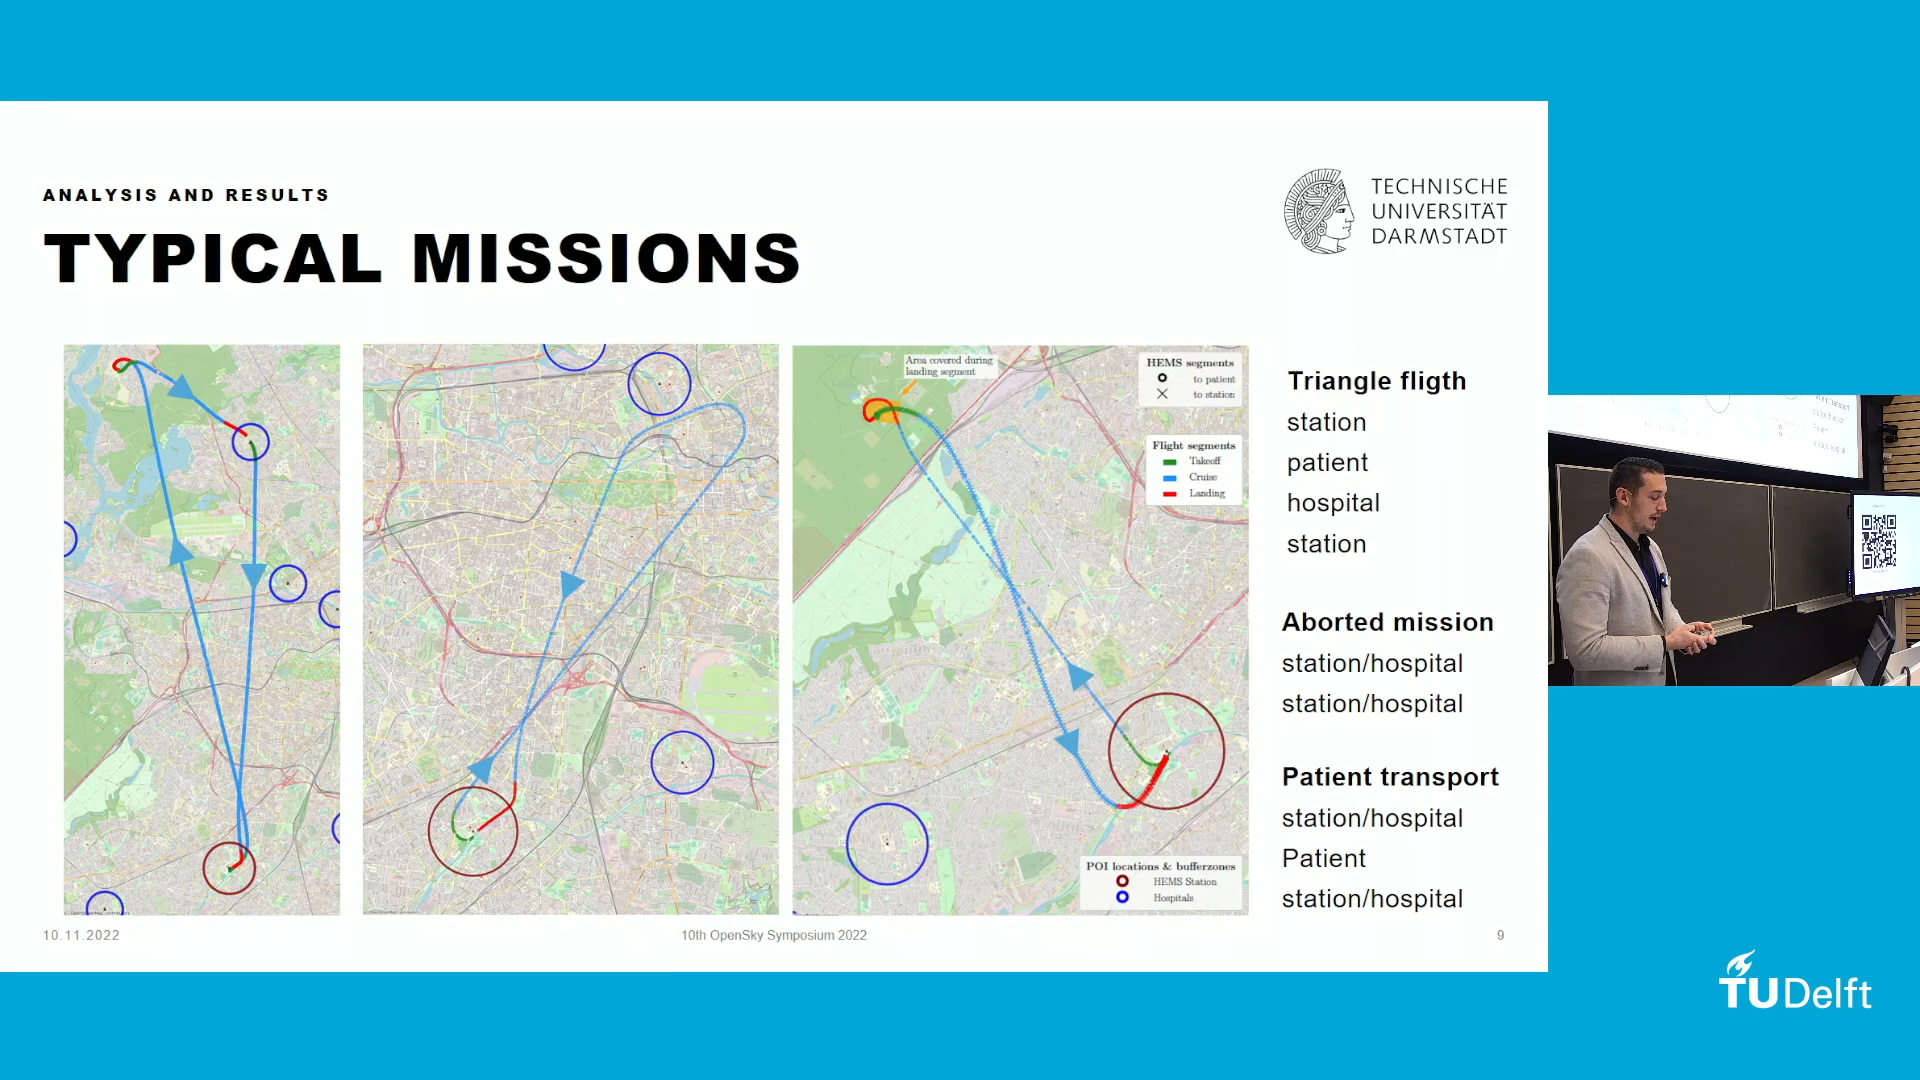 ANALYSIS AND RESULTS
TYPICAL MISSIONS
TECHNISCHE
UNIVERSITÄT
DARMSTADT
Area covered during
landing segment
HEMS segments
to patient
to station
Flight segments
Takeoff
Cruise
Landing
POI locations & bufferzones
HEMS Station
Hospitals
Triangle fligth
station
patient
hospital
station
Aborted mission
station/hospital
station/hospital
Patient transport
station/hospital
Patient
station/hospital
10.11.2022
10th OpenSky Symposium 2022
9
TUDelft